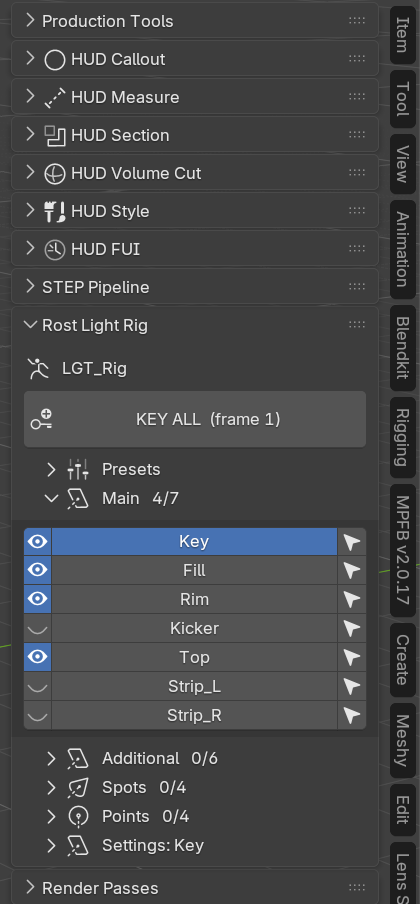 Production Tools
HUD Callout
HUD Measure
HUD Section
HUD Volume Cut
HUD Style
HUD FUI
STEP Pipeline
Rost Light Rig
LGT_Rig
KEY ALL (frame 1)
Presets
Main 4/7
Key
Fill
Rim
Kicker
Top
Strip_L
Strip_R
Additional 0/6
Spots 0/4
Points 0/4
Settings: Key
Render Passes
Item
Tool
View
Animation
Blendkit
Rigging
MPFB v2.0.17
Create
Meshy
Edit
Lens S